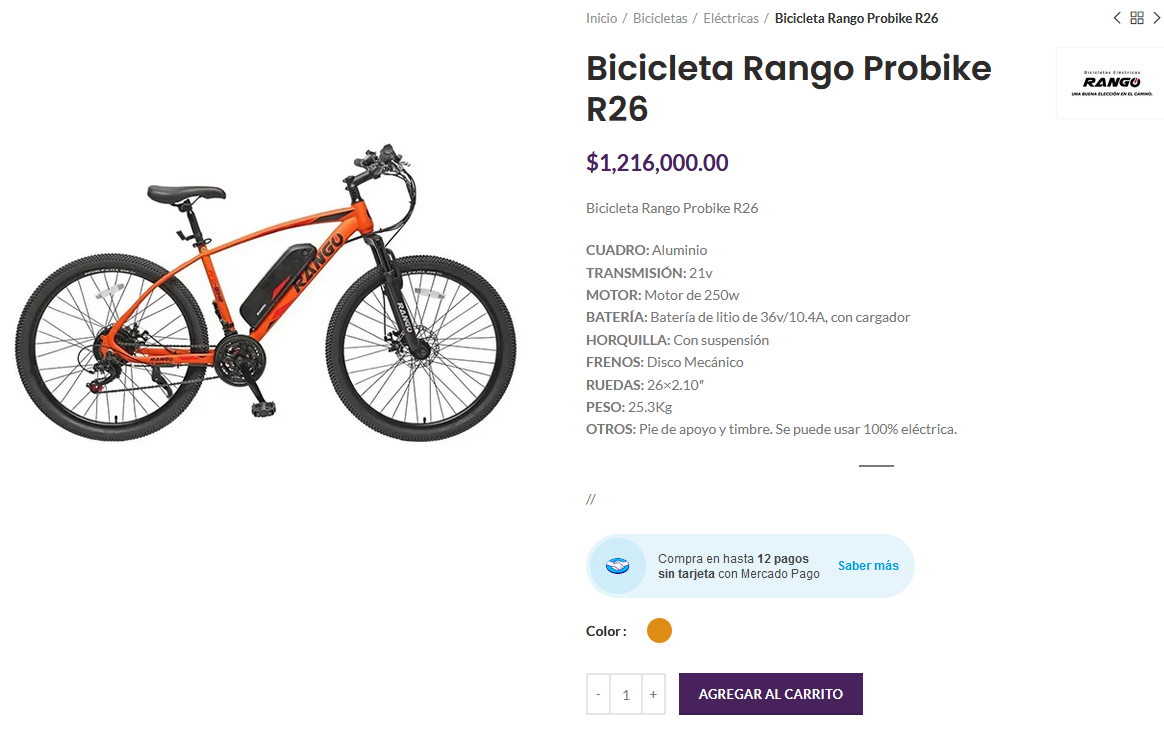 Inicio / Bicicletas / Eléctricas / Bicicleta Rango Probike R26
Bicicleta Rango Probike
R26
Bicicletas Eléctricas
RANGO
UNA BUENA ELECCIÓN EN EL CAMINO.
$1,216,000.00
Bicicleta Rango Probike R26
CUADRO: Aluminio
TRANSMISIÓN: 21v
MOTOR: Motor de 250w
BATERÍA: Batería de litio de 36v/10.4A, con cargador
HORQUILLA: Con suspensión
FRENOS: Disco Mecánico
RUEDAS: 26×2.10″
PESO: 25.3Kg
OTROS: Pie de apoyo y timbre. Se puede usar 100% eléctrica.
//
Compra en hasta 12 pagos
sin tarjeta con Mercado Pago
Saber más
Color :
- 1 +
AGREGAR AL CARRITO
RANGO
RANGO
RANGO